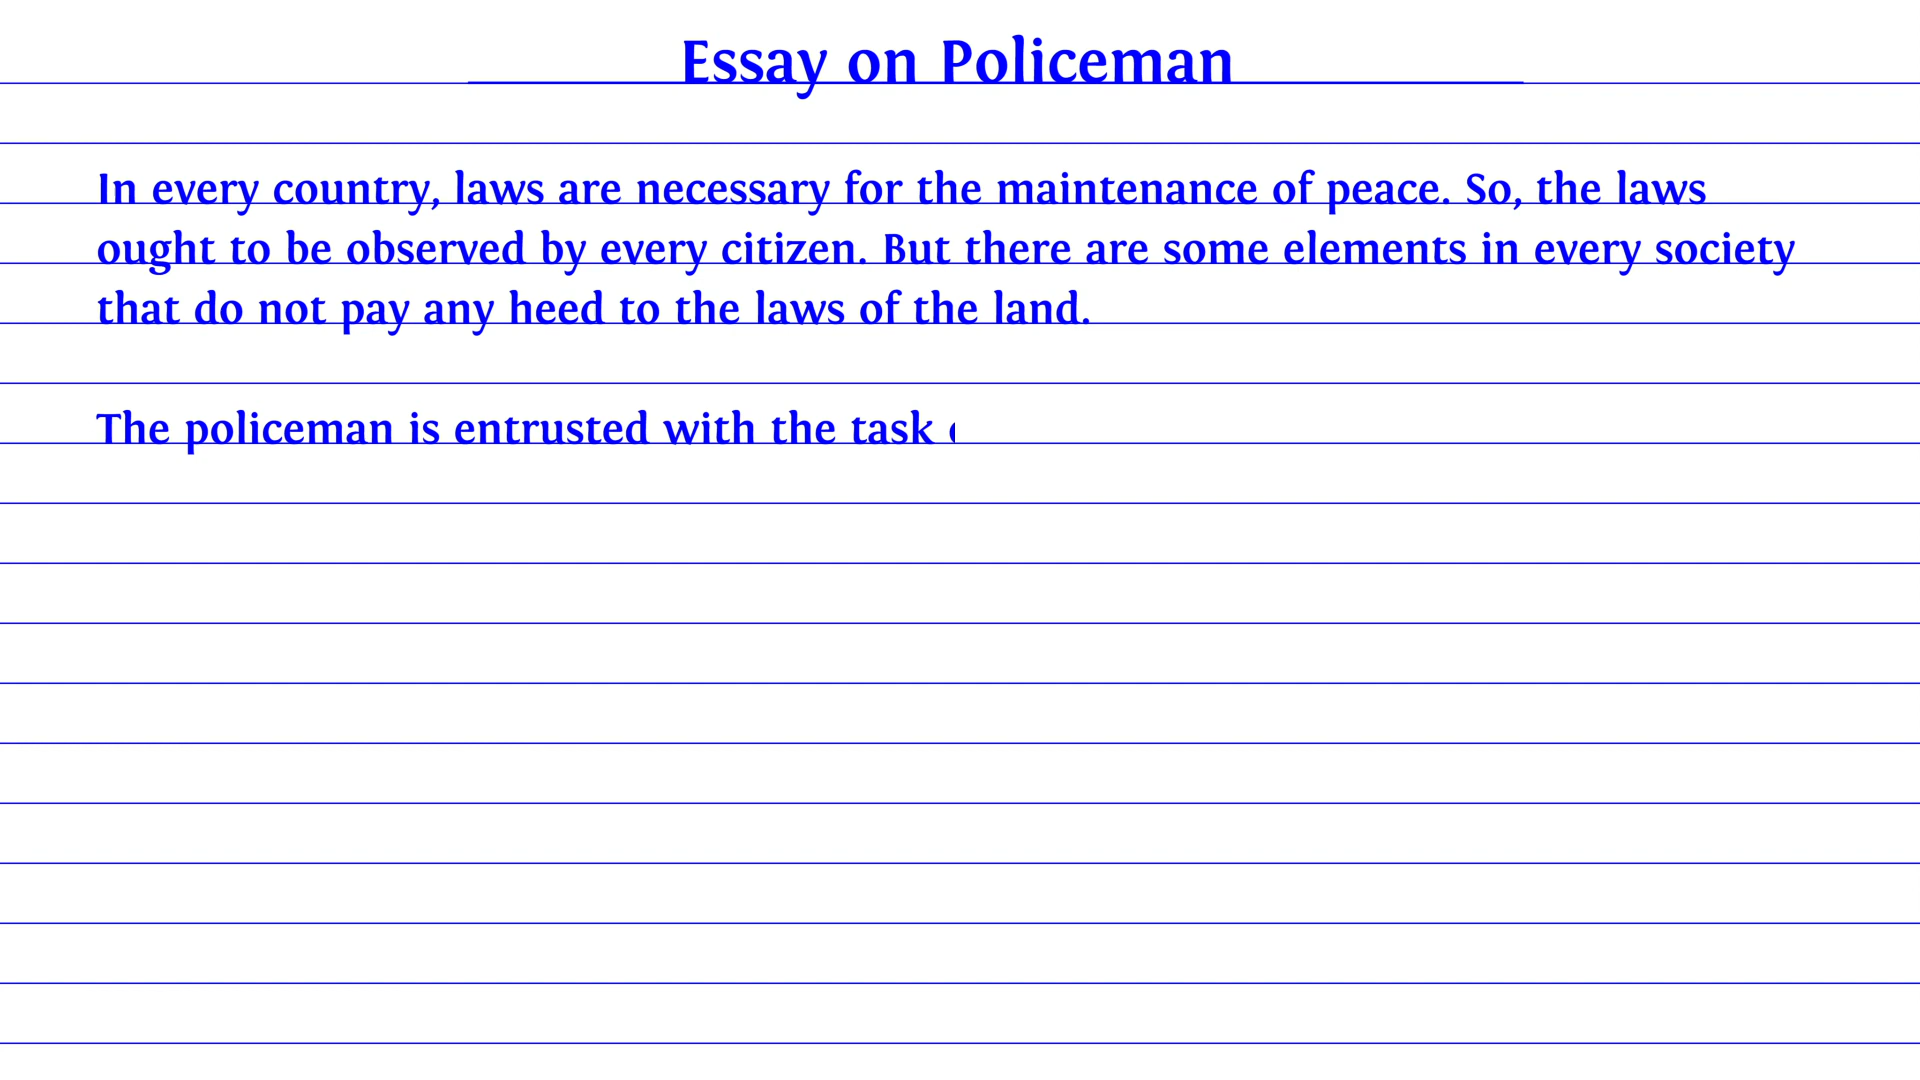 Essay on Policeman
In every country, laws are necessary for the maintenance of peace. So, the laws
ought to be observed by every citizen. But there are some elements in every society
that do not pay any heed to the laws of the land.
The policeman is entrusted with the task